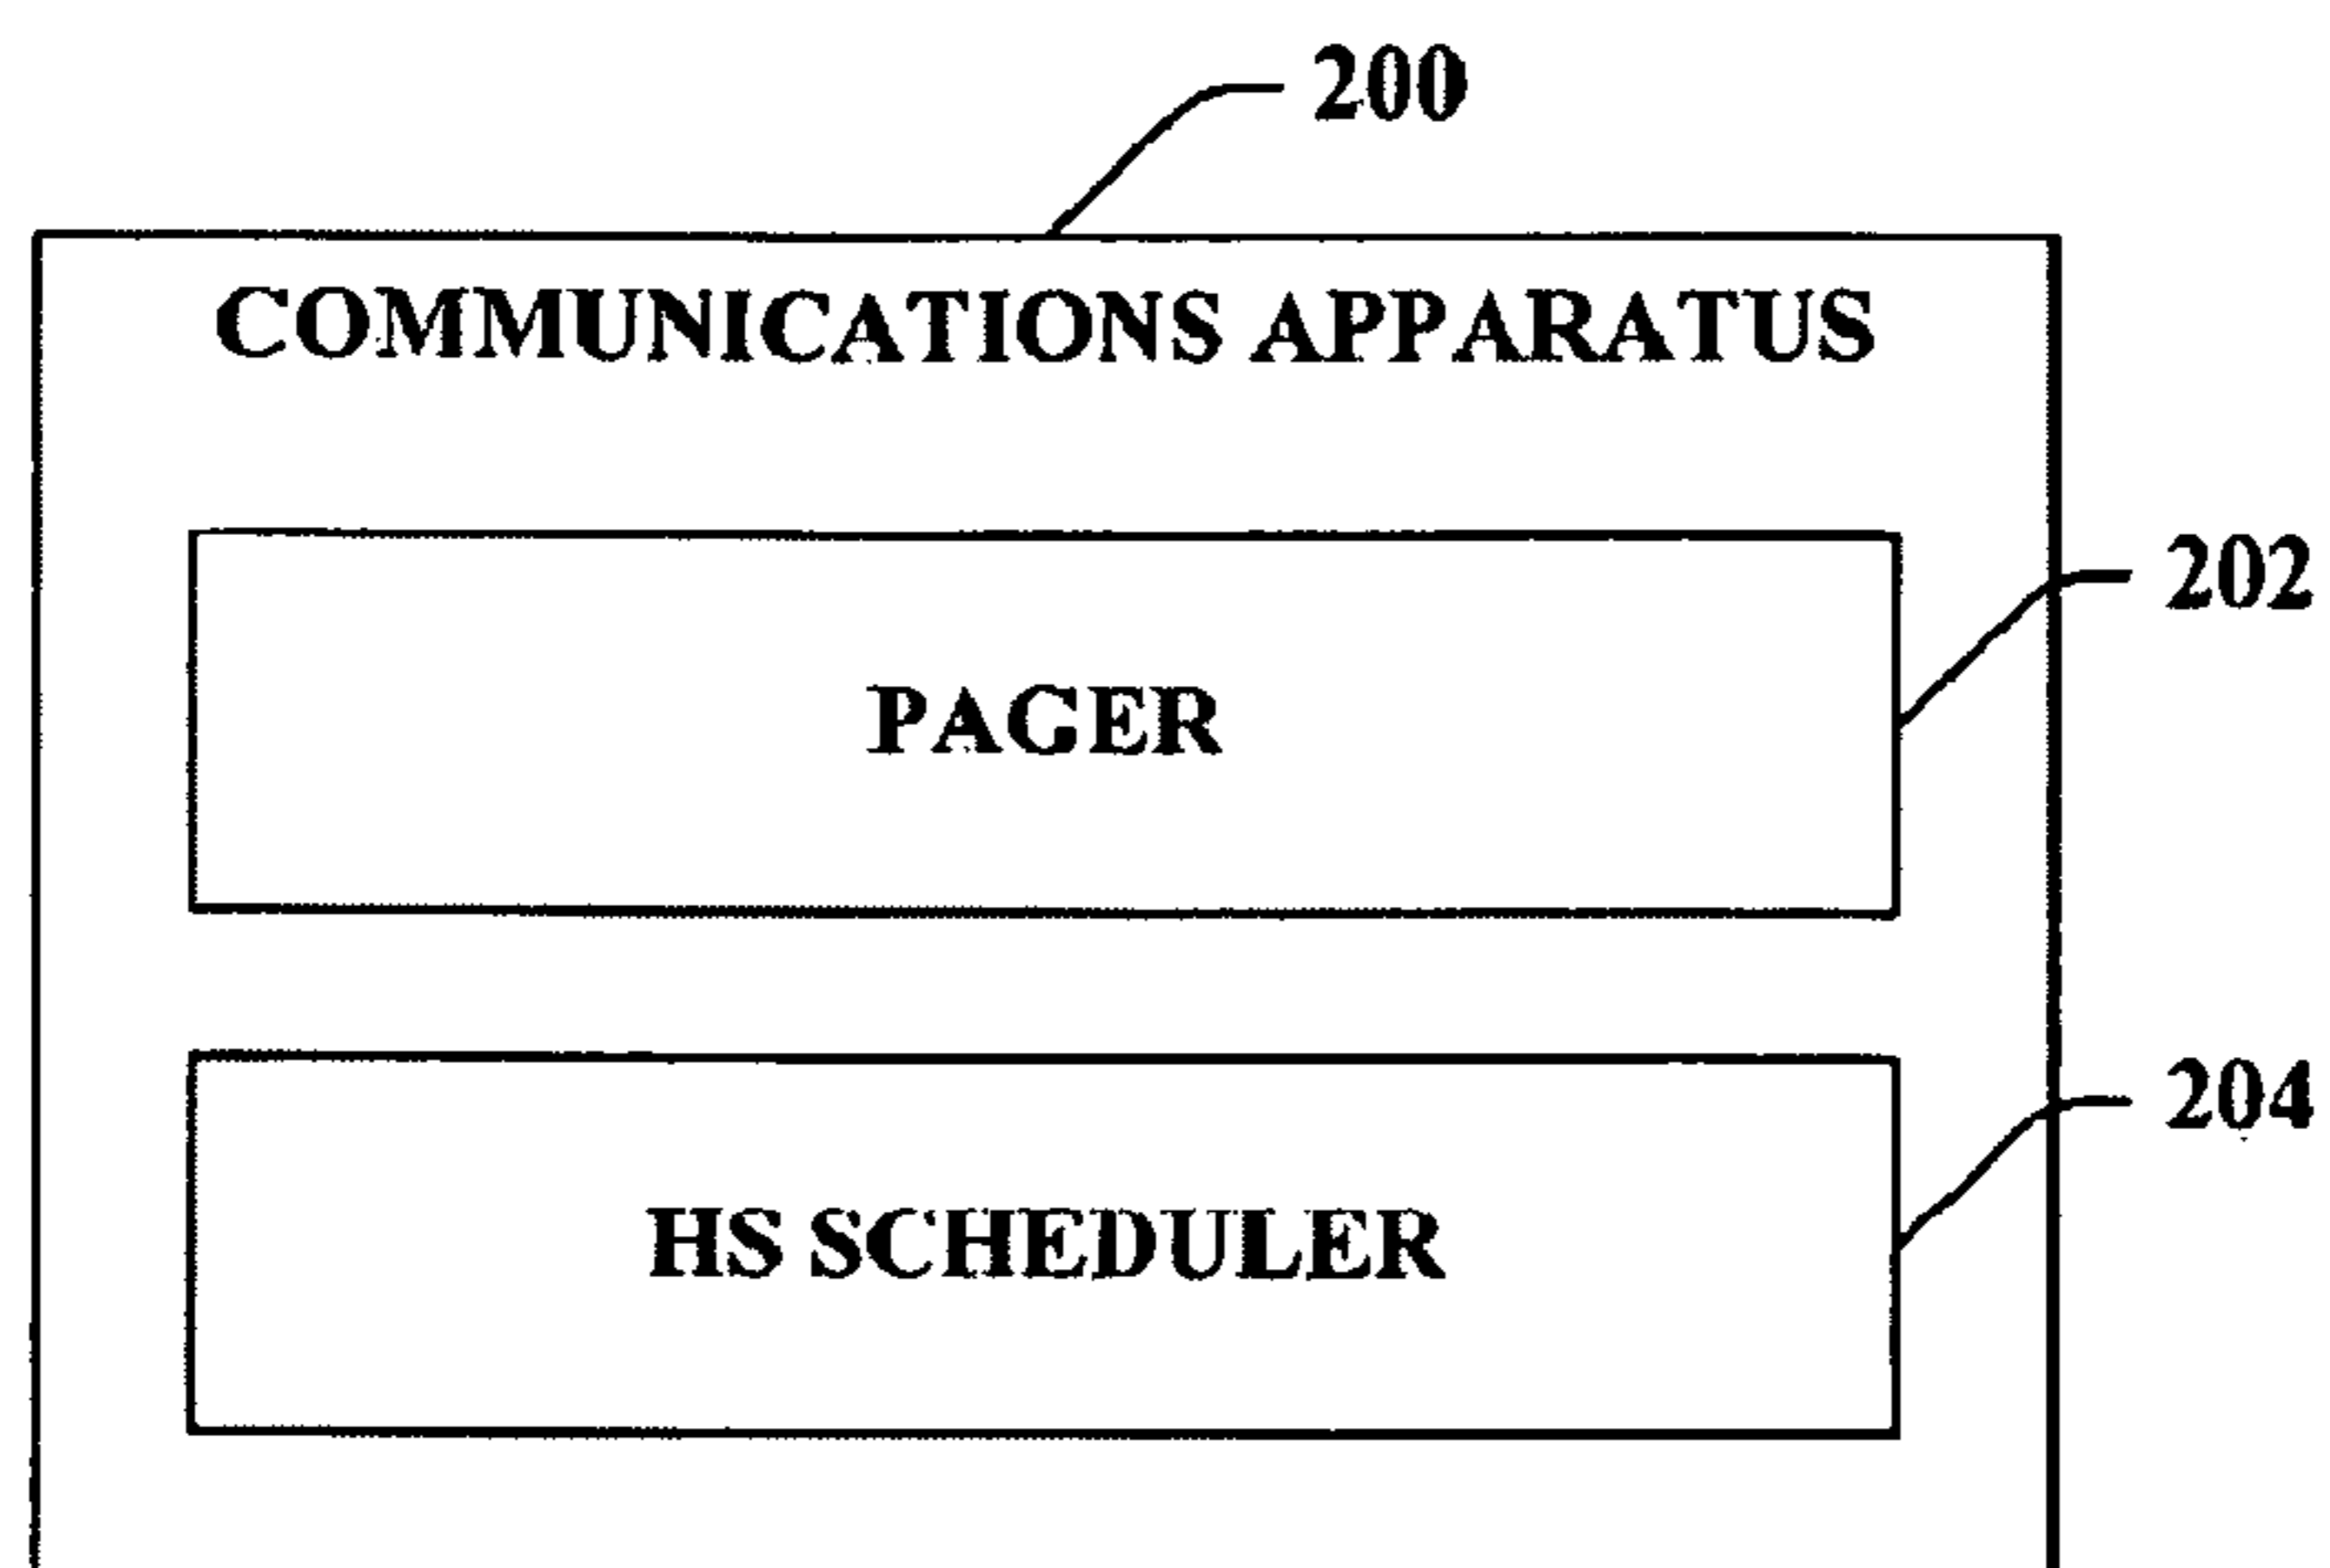 200
COMMUNICATIONS APPARATUS
202
PAGER
204
HS SCHEDULER